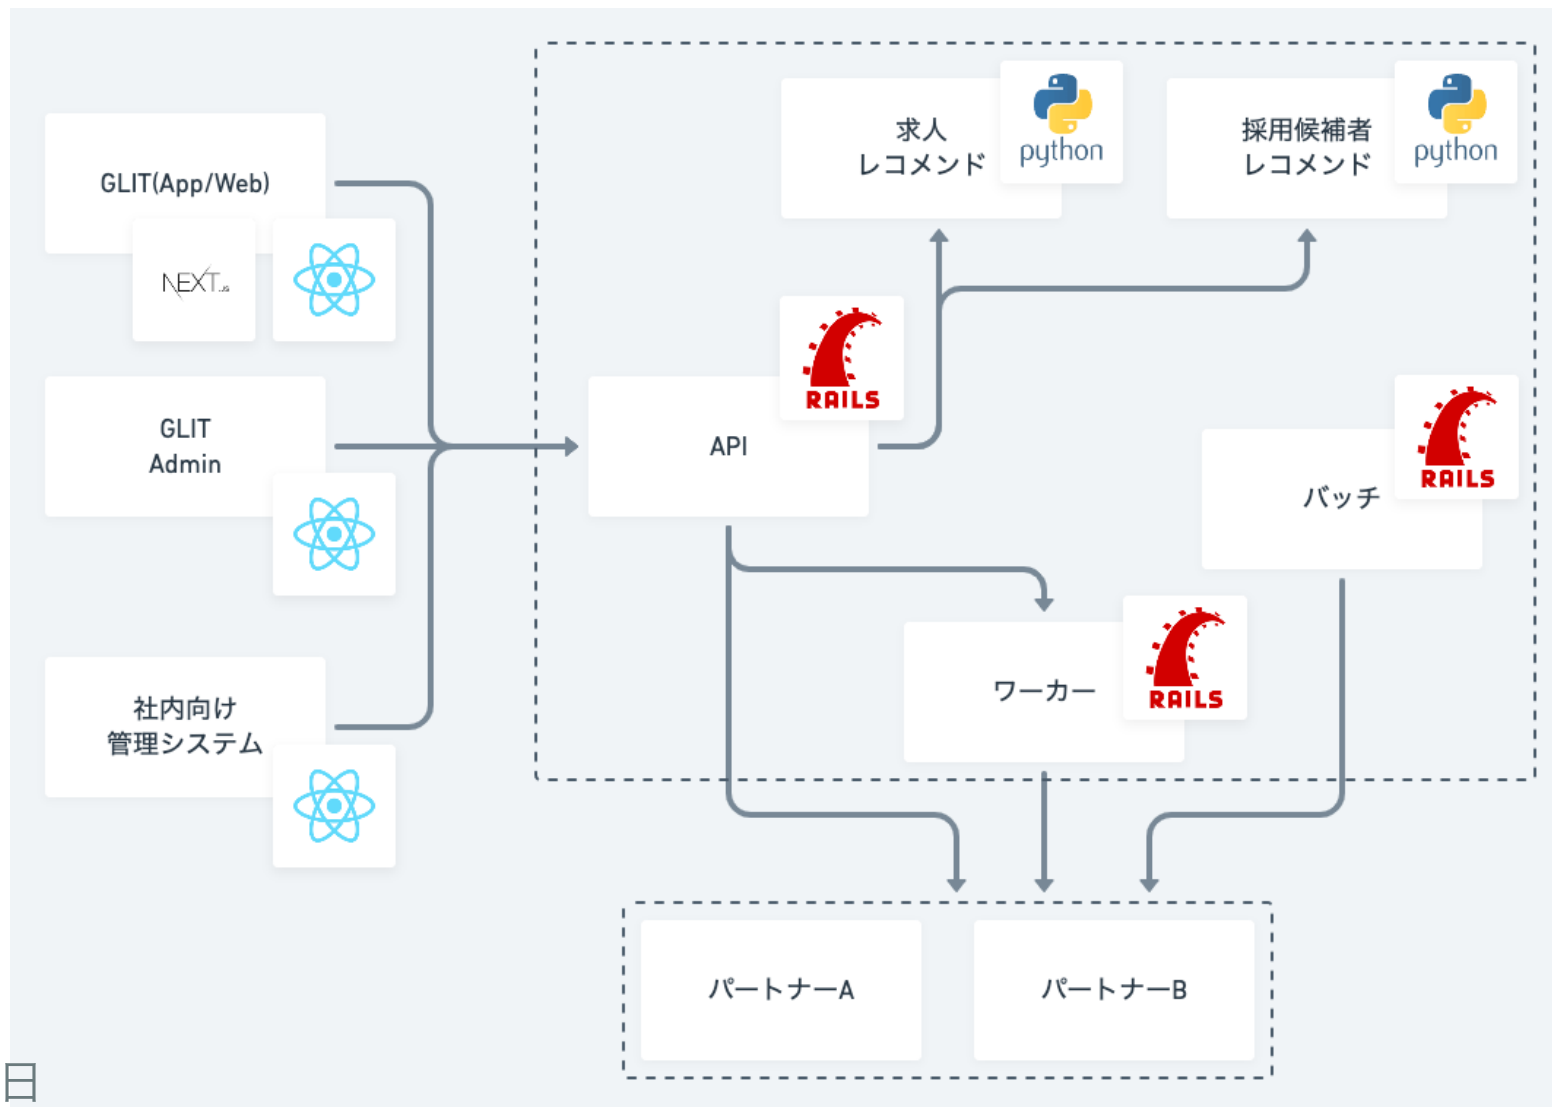 GLIT(App/Web)
NEXT.JS
GLIT
Admin
社内向け
管理システム
求人
レコメンド
python
採用候補者
レコメンド
python
RAILS
API
RAILS
バッチ
RAILS
ワーカー
パートナーA
パートナーB
日